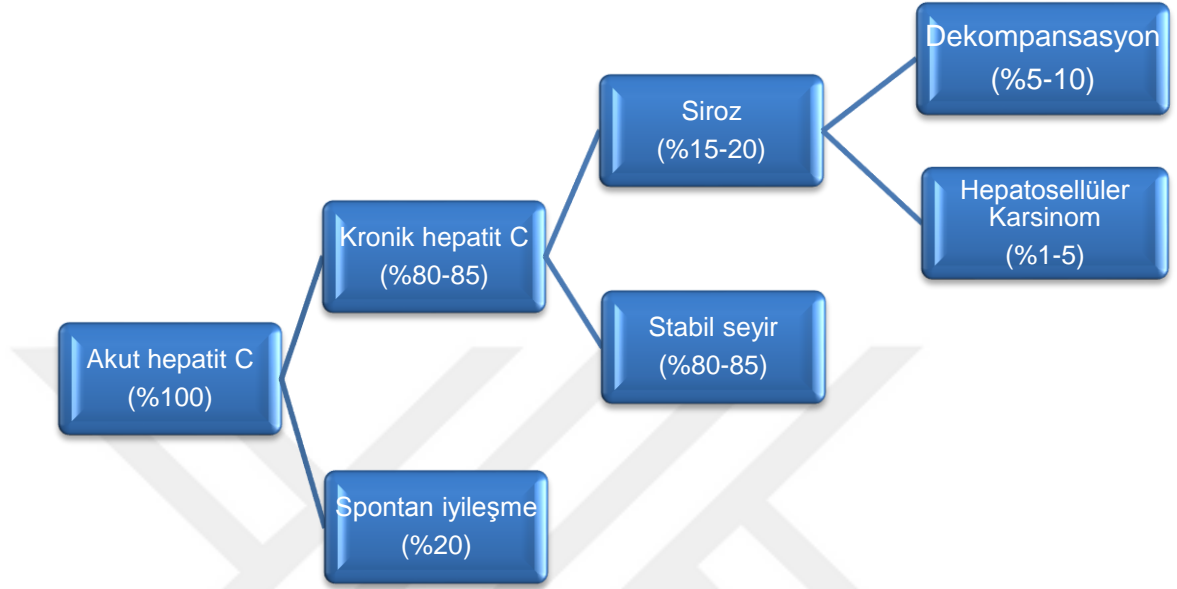 Akut hepatit C
(%100)
Kronik hepatit C
(%80-85)
Spontan iyileşme
(%20)
Siroz
(%15-20)
Stabil seyir
(%80-85)
Dekompansasyon
(%5-10)
Hepatosellüler
Karsinom
(%1-5)